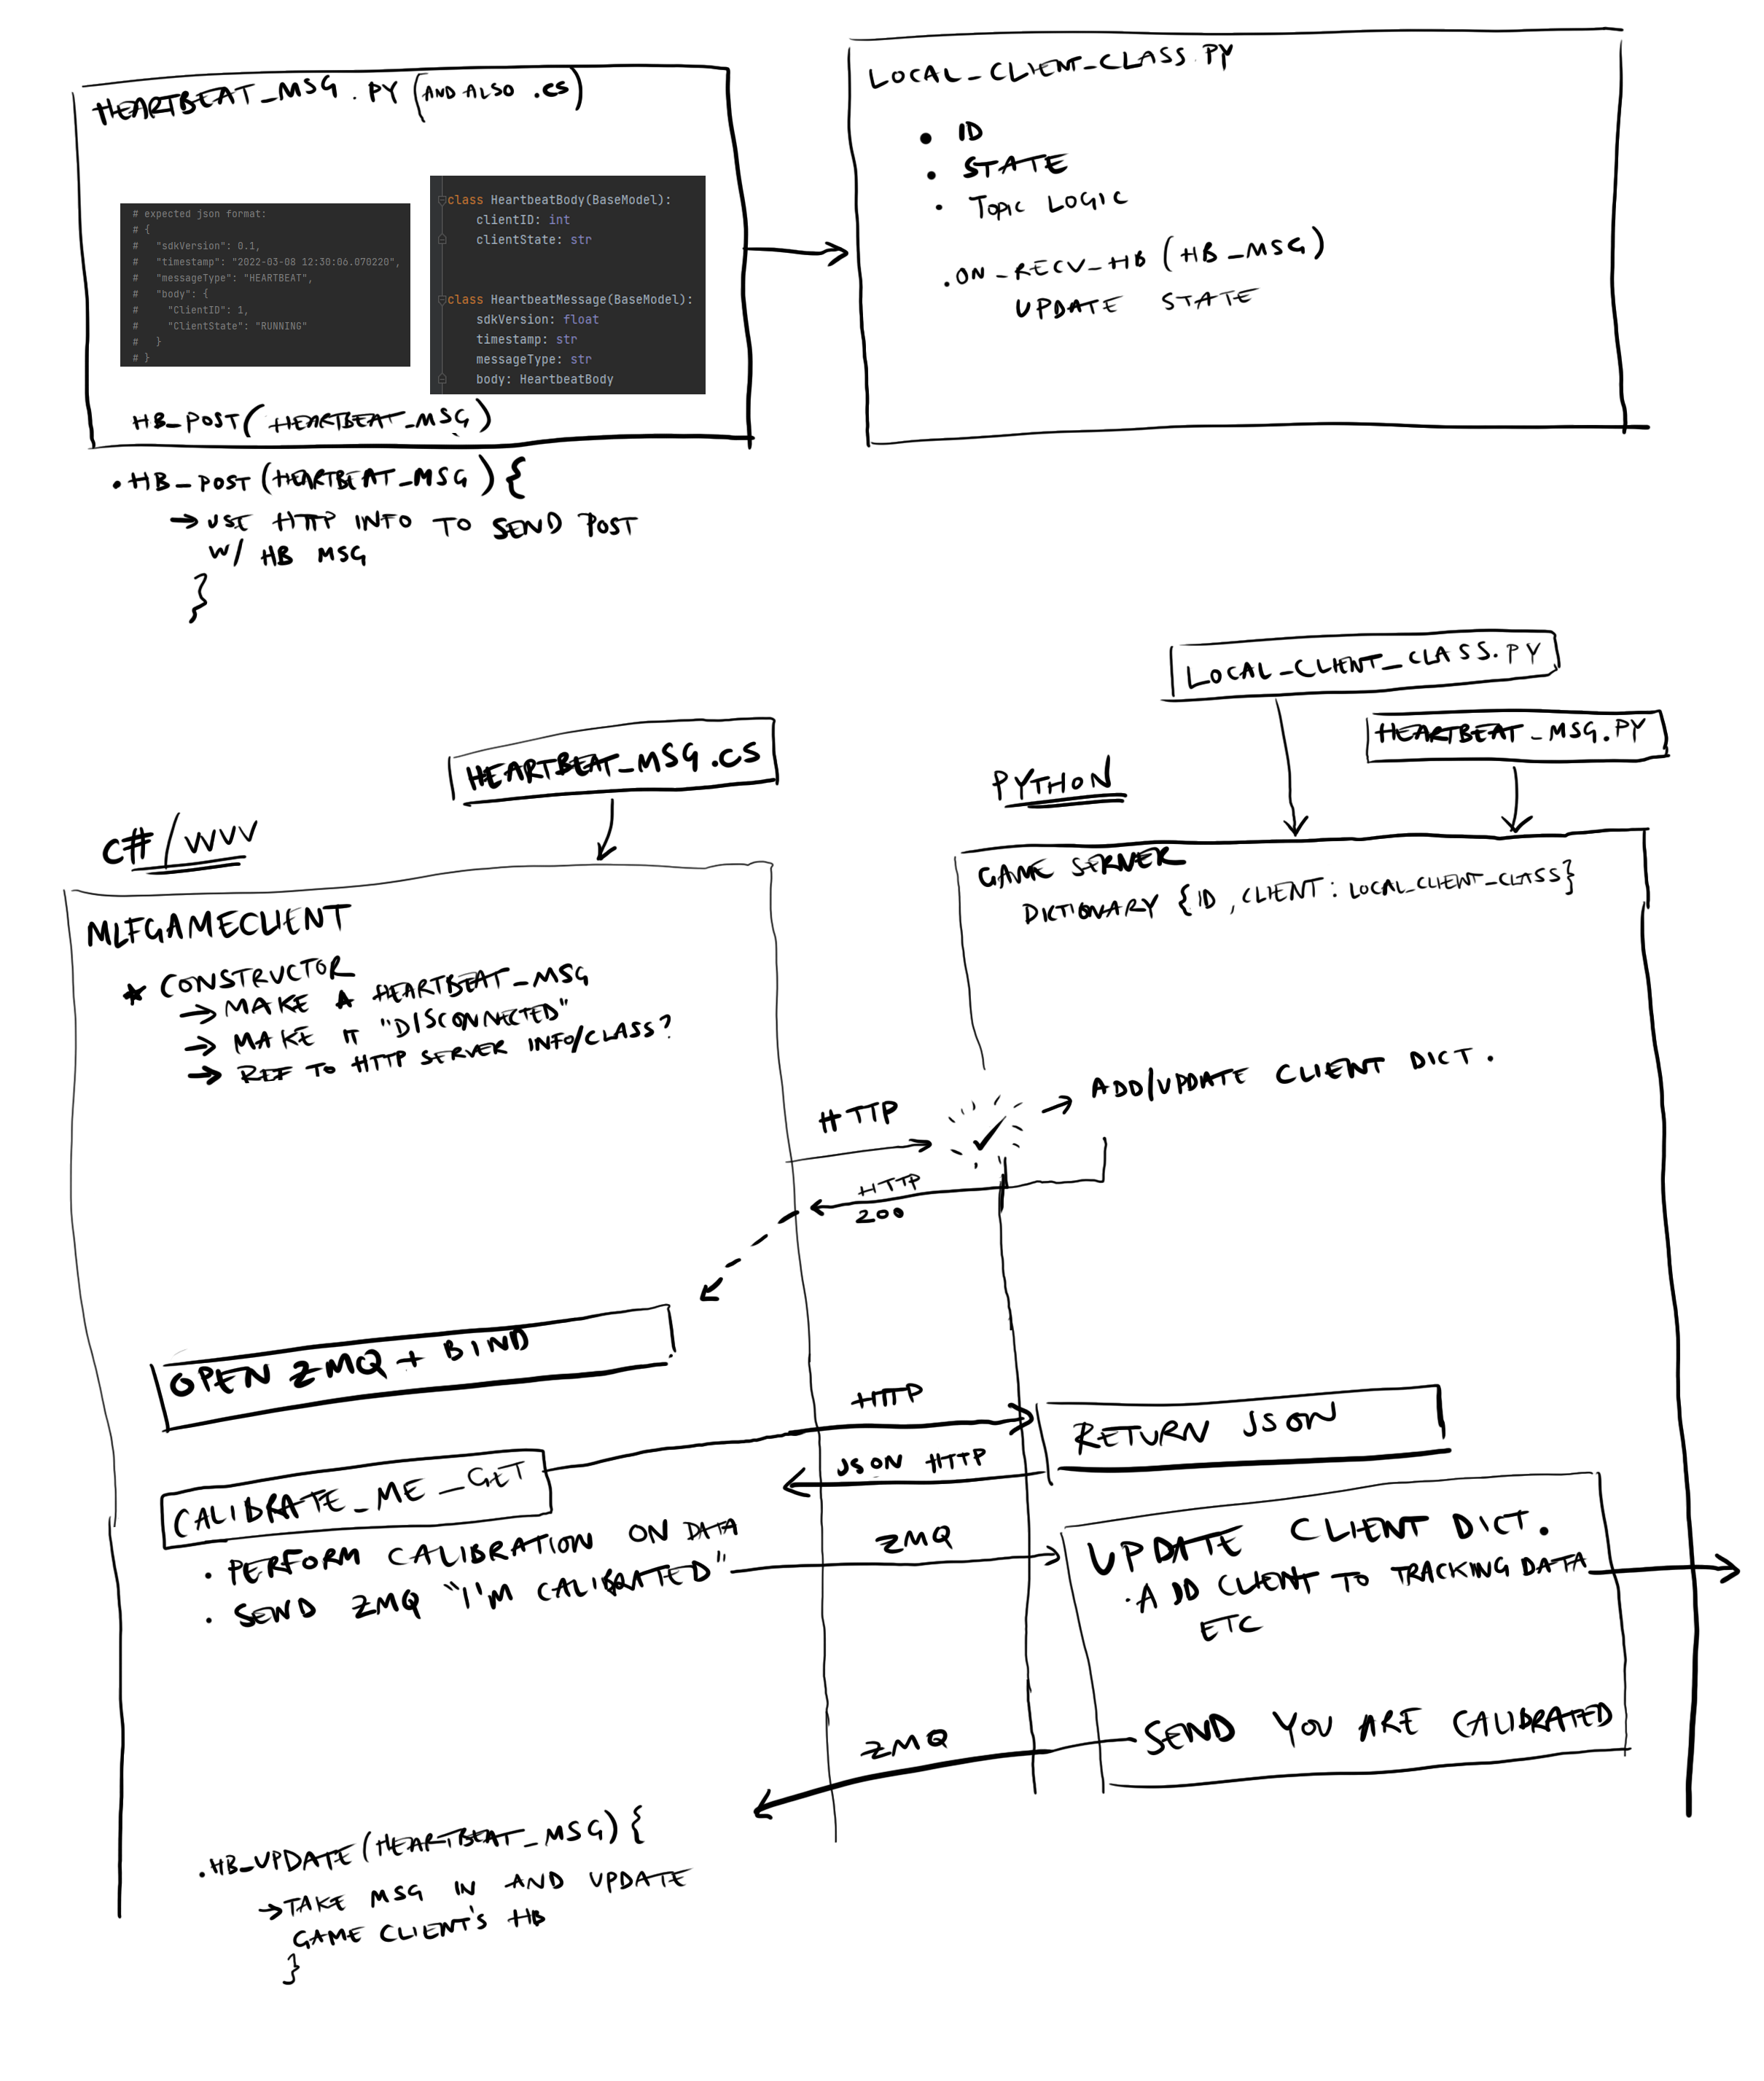 HEARTBEAT_MSG.PY (AND ALSO .CS)
# expected json format:
# {
#   "sdkVersion": 0.1,
#   "timestamp": "2022-03-08 12:30:06.070220",
#   "messageType": "HEARTBEAT",
#   "body": {
#     "ClientID": 1,
#     "ClientState": "RUNNING"
#   }
# }
class HeartbeatBody(BaseModel):
    clientID: int
    clientState: str
class HeartbeatMessage(BaseModel):
    sdkVersion: float
    timestamp: str
    messageType: str
    body: HeartbeatBody
HB_POST(HEARTBEAT_MSG)
.HB_POST(HEARTBEAT_MSG){
→ USE HTTP INFO TO SEND POST
W/ HB MSG
}
LOCAL_CLIENT_CLASS.PY
• ID
• STATE
• TOPIC LOGIC
.ON_RECV_HB (HB_MSG)
UPDATE STATE
LOCAL_CLIENT_CLASS.PY
HEARTBEAT_MSG.PY
HEARTBEAT_MSG.CS
PYTHON
C#/WVV
MLFGAMECLIENT
* CONSTRUCTOR
→ MAKE A HEARTBEAT_MSG
→ MAKE IT "DISCONNECTED"
→ REF TO HTTP SERVER INFO/CLASS?
GAME SERVER
DICTIONARY {ID, CLIENT: LOCAL_CLIENT_CLASS}
HTTP
→ ADD/UPDATE CLIENT DICT.
HTTP
200
OPEN ZMQ + BIND
HTTP
RETURN JSON
JSON HTTP
CALIBRATE_ME_GET
• PERFORM CALIBRATION ON DATA
• SEND ZMQ "I'M CALIBRATED"
ZMQ
UPDATE CLIENT DICT.
• ADD CLIENT TO TRACKING DATA
ETC
SEND YOU ARE CALIBRATED
ZMQ
.HB_UPDATE(HEARTBEAT_MSG){
→ TAKE MSG IN AND UPDATE
GAME CLIENT'S HB
}